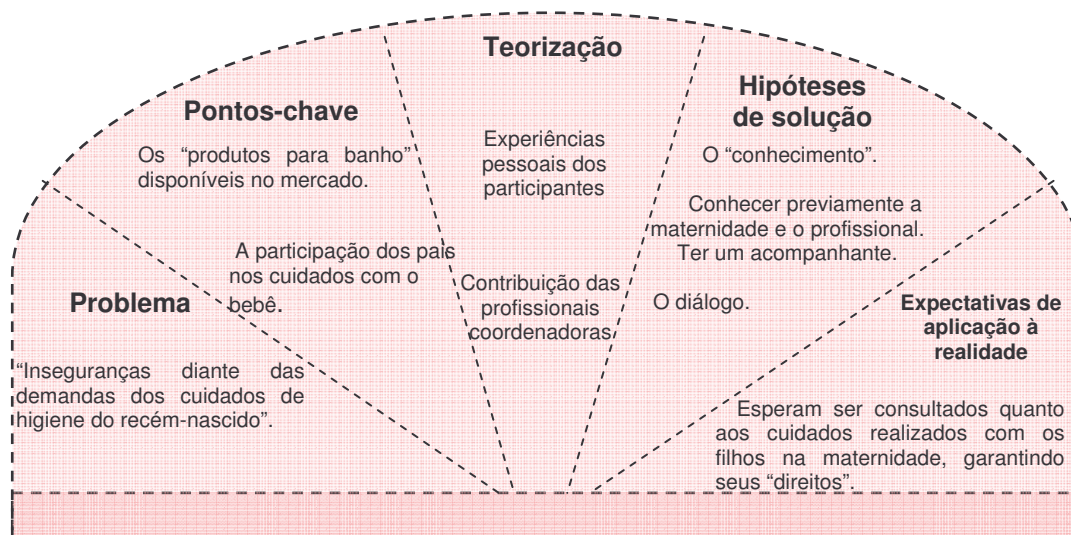 Problema
“Inseguranças diante das
demandas dos cuidados de
higiene do recém-nascido”.
Pontos-chave
Os “produtos para banho”
disponíveis no mercado.
A participação dos pais
nos cuidados com o
bebê.
Teorização
Experiências
pessoais dos
participantes
Contribuição das
profissionais
coordenadoras
Hipóteses
de solução
O “conhecimento”.
Conhecer previamente a
maternidade e o profissional.
Ter um acompanhante.
O diálogo.
Expectativas de
aplicação à
realidade
Esperam ser consultados quanto
aos cuidados realizados com os
filhos na maternidade, garantindo
seus “direitos”.